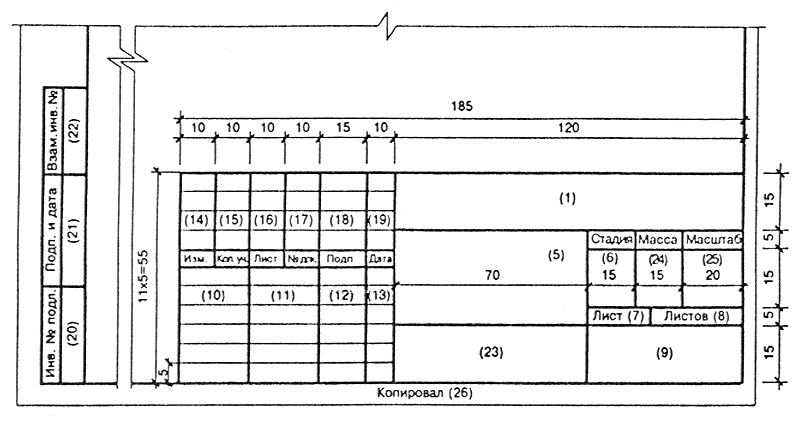 185
10 10 10 10 15 10 120
Взам. инв. №
(22)
Подп. и дата
(21)
Инв. № подл.
(20)
11х5=55
5
(14) (15) (16) (17) (18) (19)
Изм. Кол. уч. Лист № док. Подп Дата
(10) (11) (12) (13)
(1)
(5)
70
Стадия Масса Масштаб
(6) (24) (25)
15 15 20
Лист (7) Листов (8)
(23) (9)
15
5
15
5
15
Копировал (26)